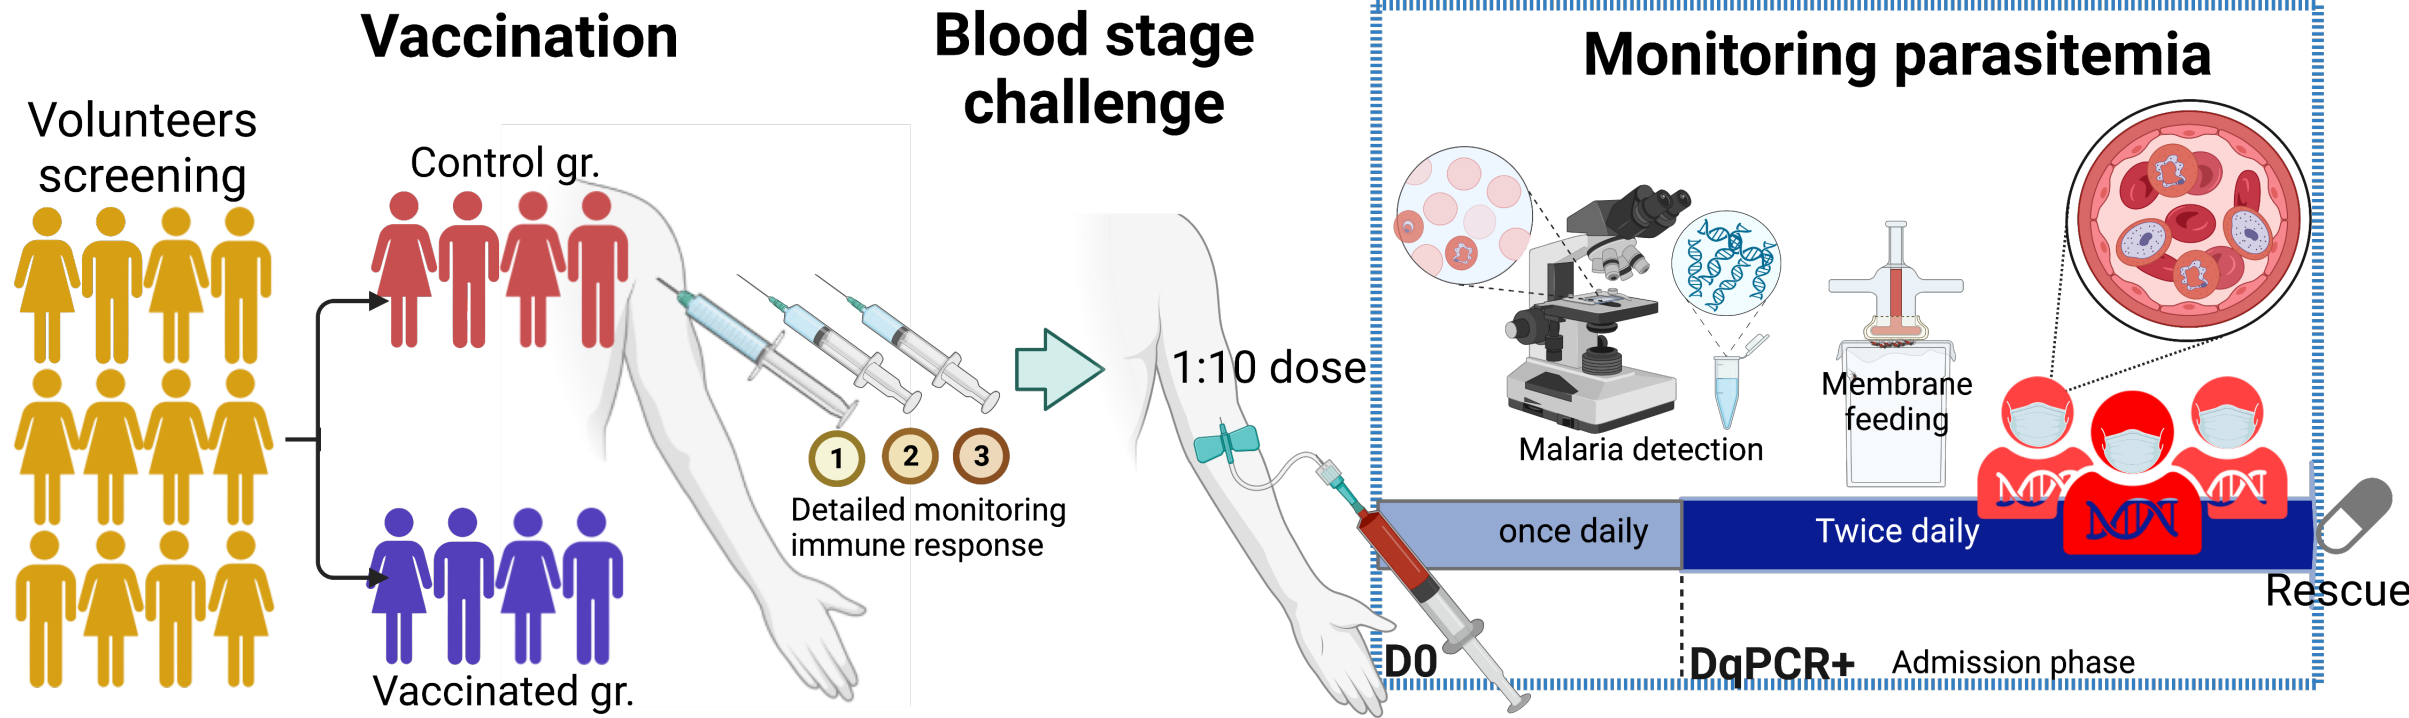 Vaccination
Blood stage
challenge
Monitoring parasitemia
Volunteers
screening
Control gr.
1:10 dose
Membrane
feeding
Malaria detection
1
2
3
Detailed monitoring
immune response
once daily
Twice daily
Rescue
D0
DqPCR+
Admission phase
Vaccinated gr.